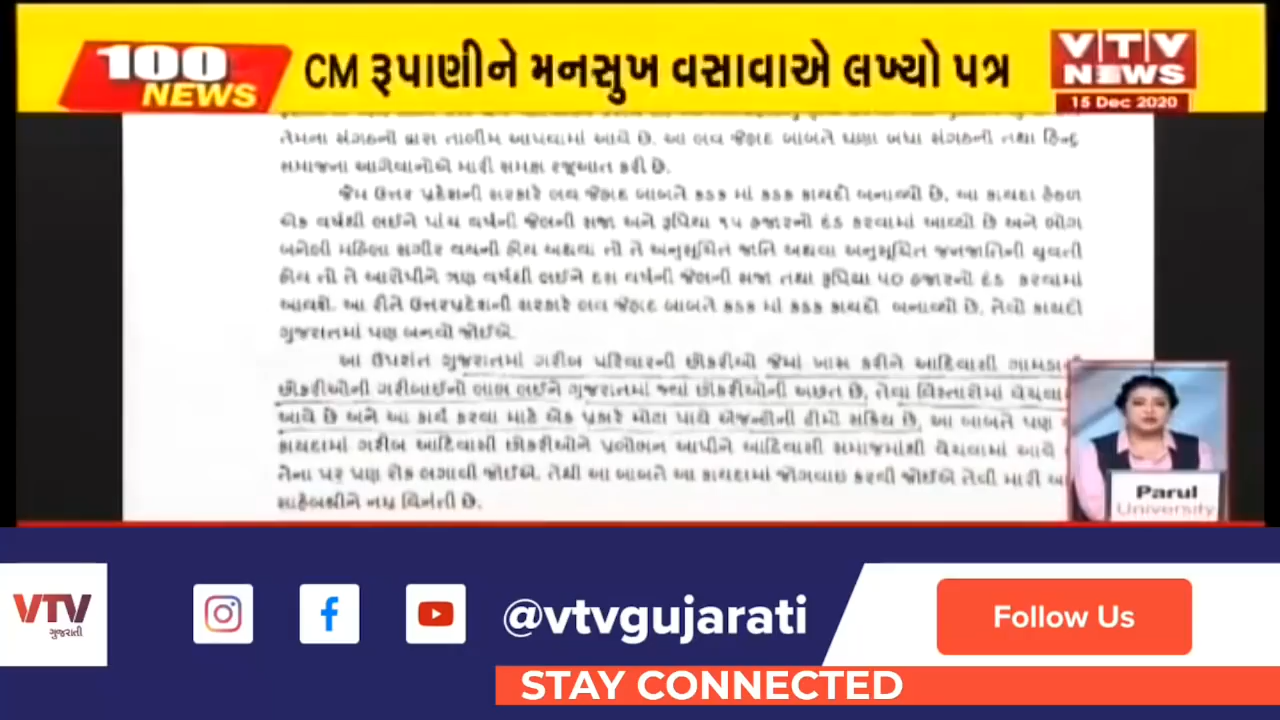 100
NEWS
CM રૂપાણીને મનસુખ વસાવાએ લખ્યો પત્ર
VTV
NEWS
15 Dec 2020
તેમના સંગઠનો દ્વારા તાલીમ આપવામાં આવે છે. આ લવ જેહાદ બાબતે ઘણા બધા સંગઠનો તથા હિન્દુ
સમાજના આગેવાનોએ મારી સમક્ષ રજૂઆત કરી છે.
જેમ ઉત્તર પ્રદેશની સરકારે લવ જેહાદ બાબતે કડક માં કડક કાયદો બનાવ્યો છે, આ કાયદા હેઠળ
એક વર્ષથી લઈને પાંચ વર્ષની જેલની સજા અને રૂપિયા ૧૫ હજારનો દંડ કરવામાં આવ્યો છે અને ભોગ
બનેલી મહિલા સગીર વયની હોય અથવા તો તે અનુસૂચિત જાતિ અથવા અનુસૂચિત જનજાતિની યુવતી
હોય તો તે આરોપીને ત્રણ વર્ષથી લઈને દશ વર્ષની જેલની સજા તથા રૂપિયા ૫૦ હજારનો દંડ કરવામાં
આવશે. આ રીતે ઉત્તરપ્રદેશની સરકારે લવ જેહાદ બાબતે કડક માં કડક કાયદો બનાવ્યો છે, તેવો કાયદો
ગુજરાતમાં પણ બનવો જોઈએ.
આ ઉપરાંત ગુજરાતમાં ગરીબ પરિવારની છોકરીઓ જેમાં ખાસ કરીને આદિવાસી
છોકરીઓની ગરીબાઈનો લાભ લઈને ગુજરાતમાં જ્યાં છોકરીઓની અછત છે, તેવા વિસ્તારોમાં
આવે છે અને આ કાર્ય કરવા માટે એક પ્રકારે મોટા પાયે એજન્ટોની ટીમો સક્રિય છે, આ બાબતે પણ
કાયદામાં ગરીબ આદિવાસી છોકરીઓને પ્રલોભન આપીને આદિવાસી સમાજમાંથી વેચવામાં આવે
તેના પર પણ રોક લગાવી જોઈએ. તેથી આ બાબતે આ કાયદામાં જોગવાઇ કરવી જોઈએ તેવી મારી
સાહેબશ્રીને નમ્ર વિનંતી છે.
Parul
University
VTV
ગુજરાતી
@vtvgujarati
Follow Us
STAY CONNECTED